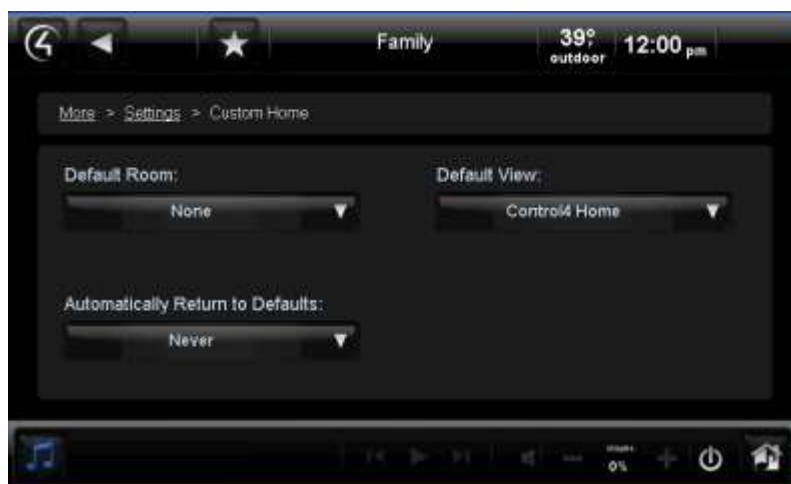 Family
39°
outdoor
12:00 pm
More > Settings > Custom Home
Default Room:
Default View:
None
Control4 Home
Automatically Return to Defaults:
Never
0%